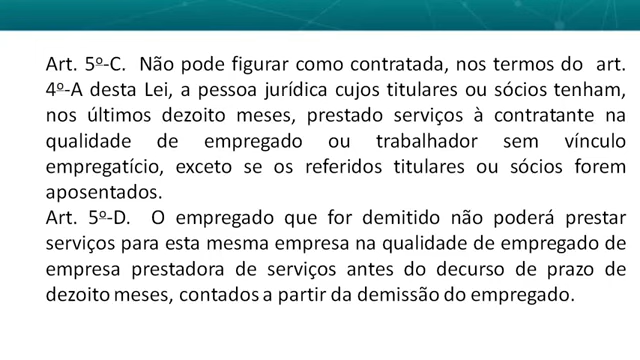 Art. 5º-C. Não pode figurar como contratada, nos termos do art.
4º-A desta Lei, a pessoa jurídica cujos titulares ou sócios tenham,
nos últimos dezoito meses, prestado serviços à contratante na
qualidade de empregado ou trabalhador sem vínculo
empregatício, exceto se os referidos titulares ou sócios forem
aposentados.
Art. 5º-D. O empregado que for demitido não poderá prestar
serviços para esta mesma empresa na qualidade de empregado de
empresa prestadora de serviços antes do decurso de prazo de
dezoito meses, contados a partir da demissão do empregado.